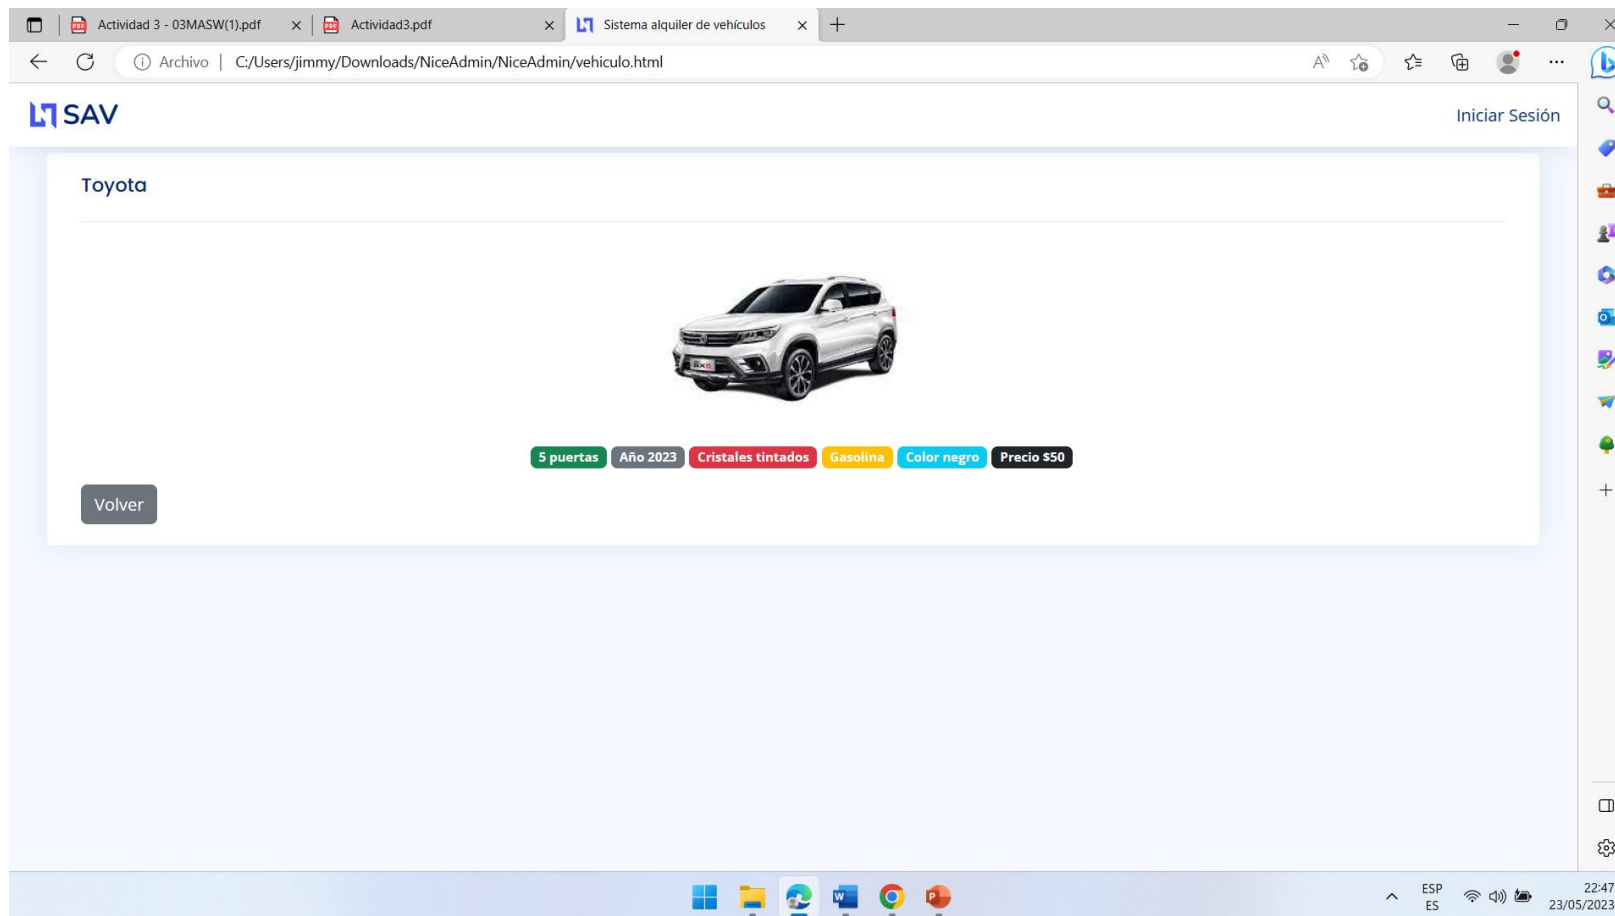 Actividad 3 - 03MASW(1).pdf
Actividad3.pdf
Sistema alquiler de vehículos
Archivo
C:/Users/jimmy/Downloads/NiceAdmin/NiceAdmin/vehiculo.html
SAV
Iniciar Sesión
Toyota
5 puertas
Año 2023
Cristales tintados
Gasolina
Color negro
Precio $50
Volver
ESP
ES
22:47
23/05/2023